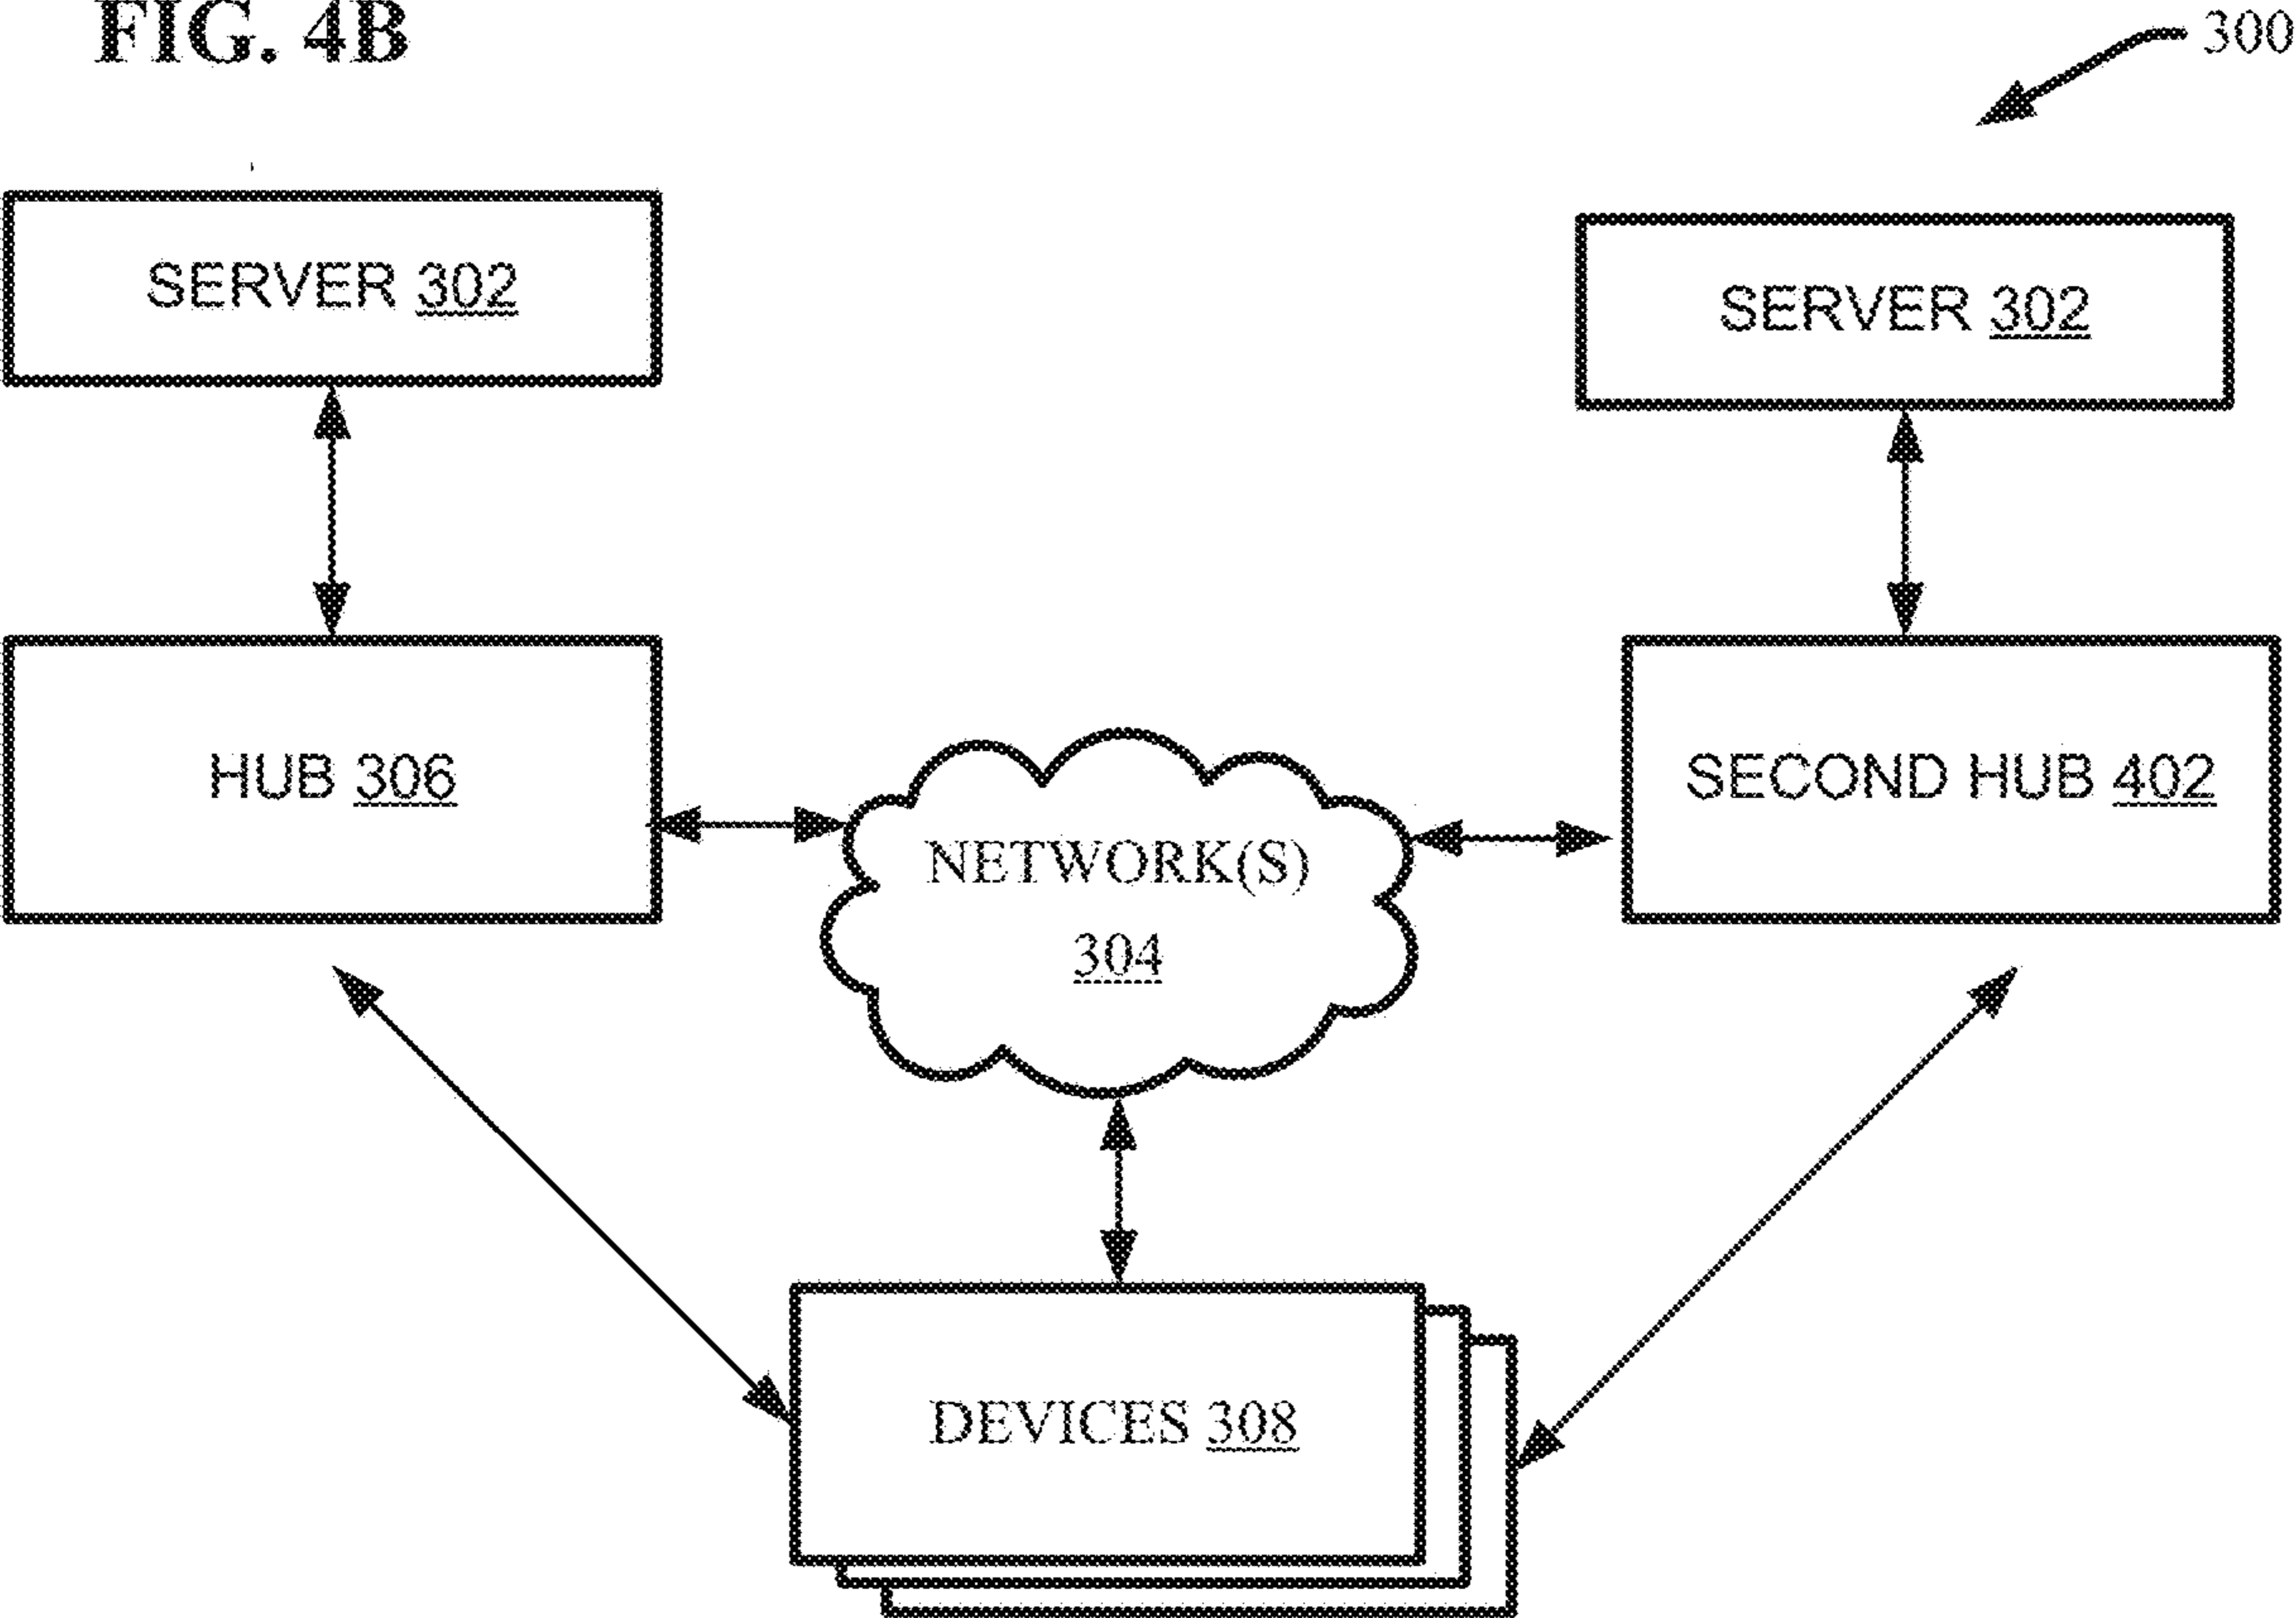 FIG. 4B
300
SERVER 302
SERVER 302
HUB 306
SECOND HUB 402
NETWORK(S)
304
DEVICES 308